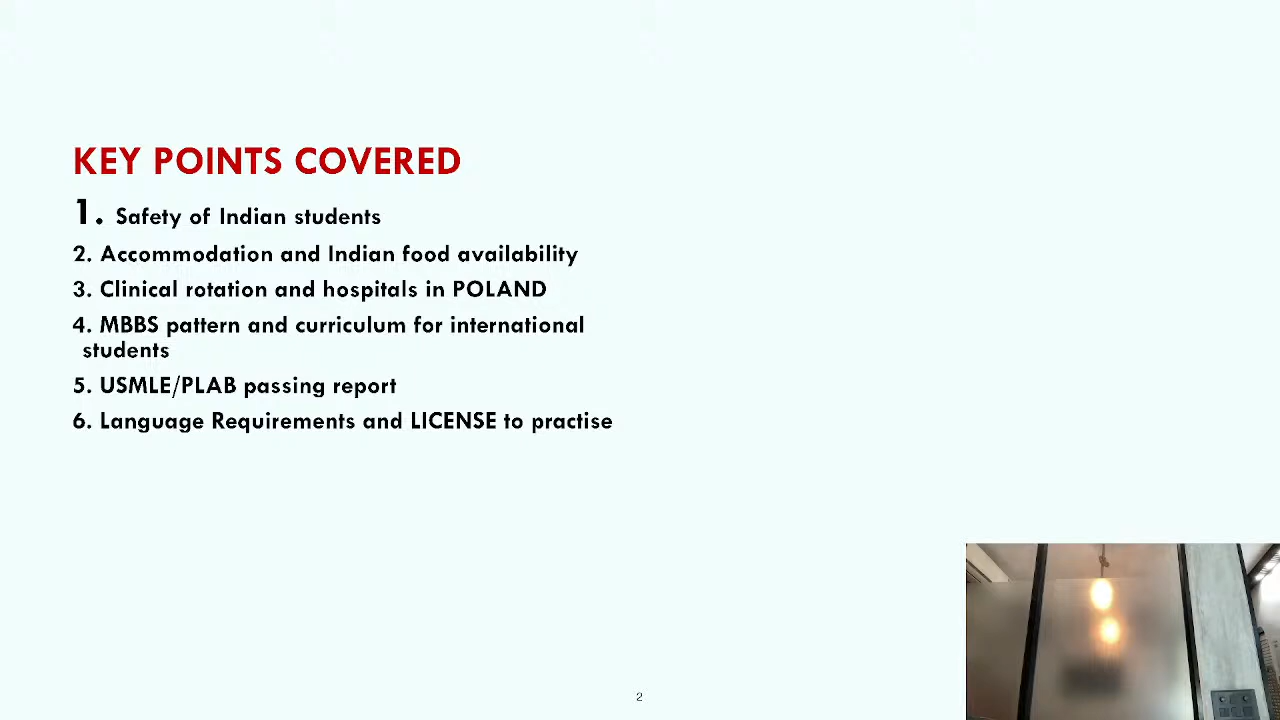 KEY POINTS COVERED
1. Safety of Indian students
2. Accommodation and Indian food availability
3. Clinical rotation and hospitals in POLAND
4. MBBS pattern and curriculum for international
students
5. USMLE/PLAB passing report
6. Language Requirements and LICENSE to practise
2